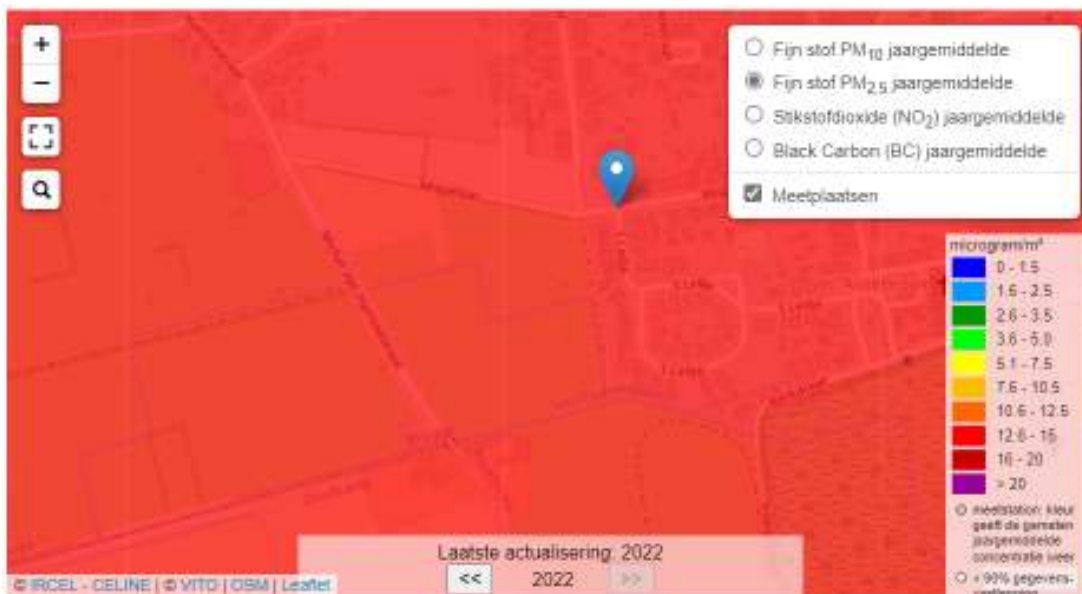 +
−
Fijn stof PM10 jaargemiddelde
Fijn stof PM2,5 jaargemiddelde
Stikstofdioxide (NO2) jaargemiddelde
Black Carbon (BC) jaargemiddelde
Meetplaatsen
microgram/m³
0 - 1.5
1.6 - 2.5
2.6 - 3.5
3.6 - 5.0
5.1 - 7.5
7.6 - 10.5
10.6 - 12.5
12.6 - 15
16 - 20
> 20
meetstation: kleur
geeft de gemeten
jaargemiddelde
concentratie weer
< 90% gegevens-
Laatste actualisering: 2022
<< 2022 >>
© IRCEL - CELINE | © VITO | OSM | Leaflet